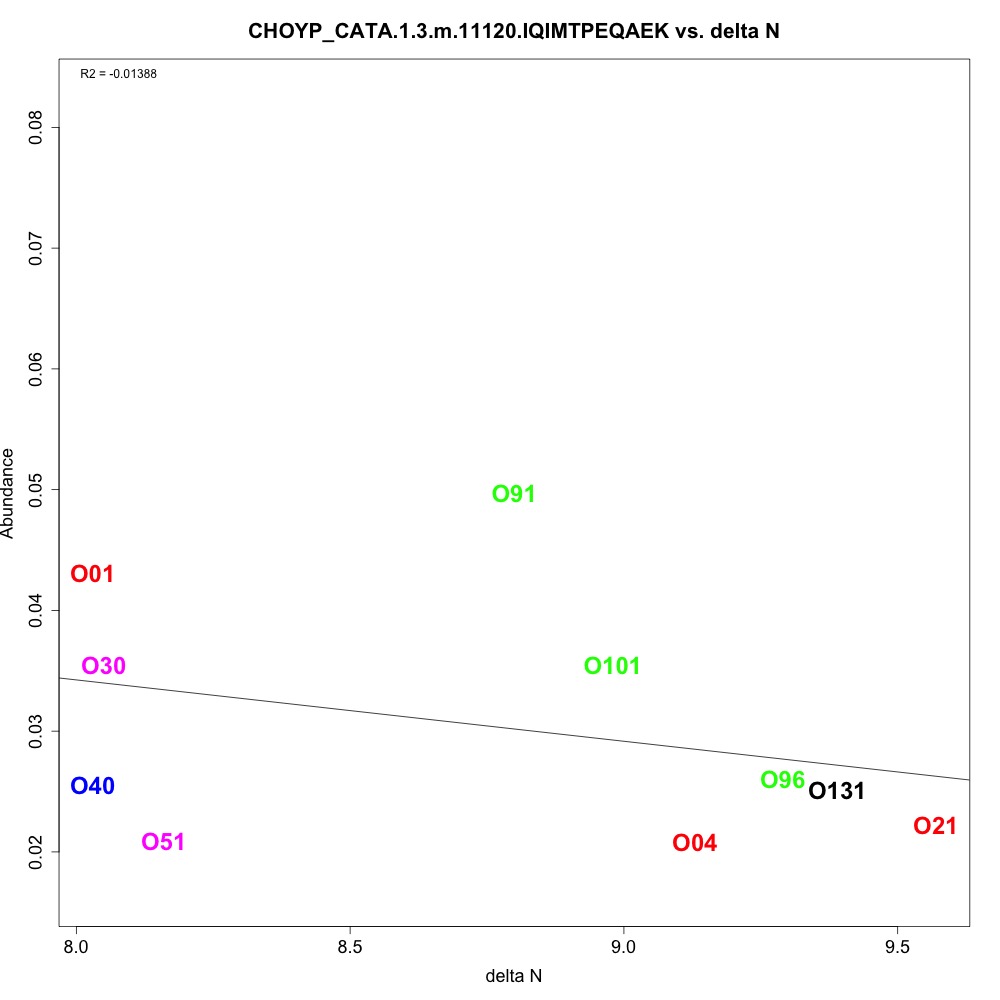 CHOYP_CATA.1.3.m.11120.IQIMTPEQAEK vs. delta N
R2 = -0.01388
0.08
0.07
0.06
0.05
0.04
0.03
0.02
Abundance
O91
O01
O30
O101
O40
O96
O131
O51
O04
O21
8.0 8.5 9.0 9.5
delta N